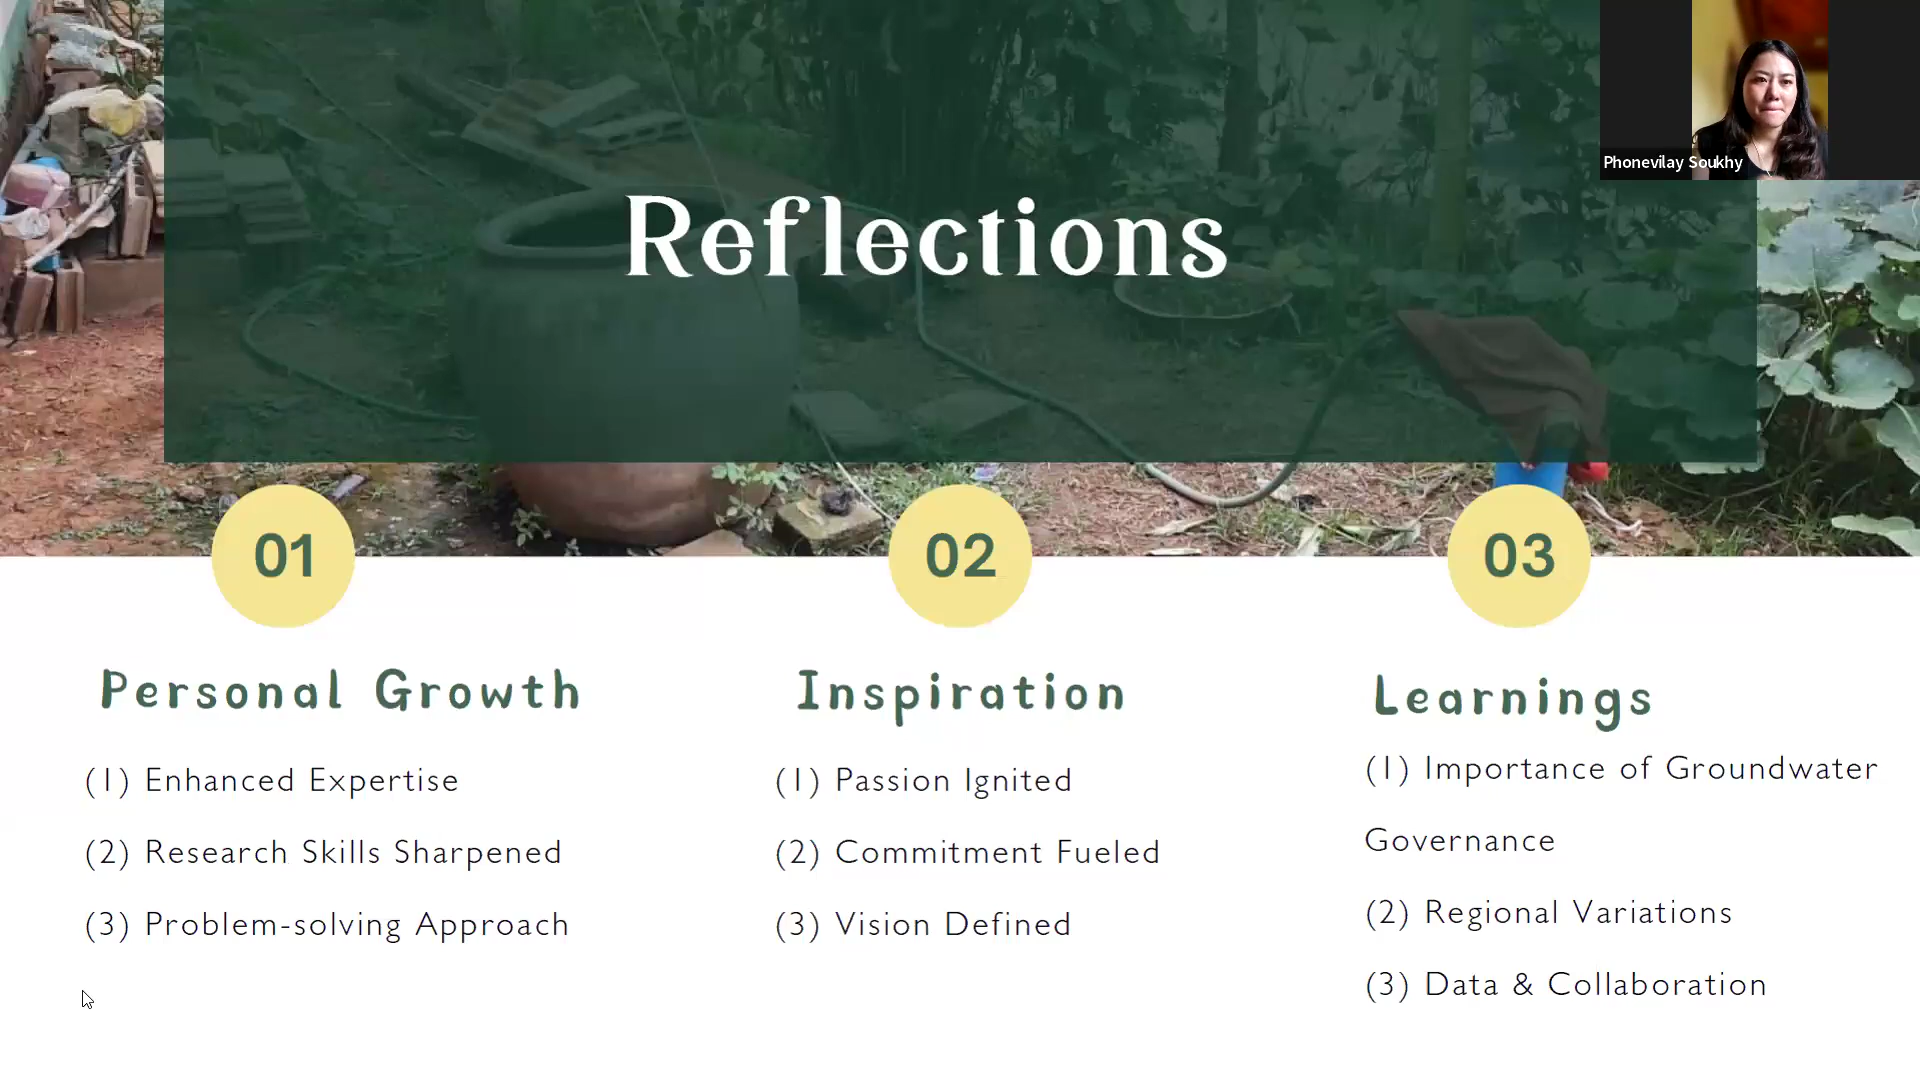 Phonevilay Soukhy
Reflections
01
Personal Growth
(1) Enhanced Expertise
(2) Research Skills Sharpened
(3) Problem-solving Approach
02
Inspiration
(1) Passion Ignited
(2) Commitment Fueled
(3) Vision Defined
03
Learnings
(1) Importance of Groundwater
Governance
(2) Regional Variations
(3) Data & Collaboration